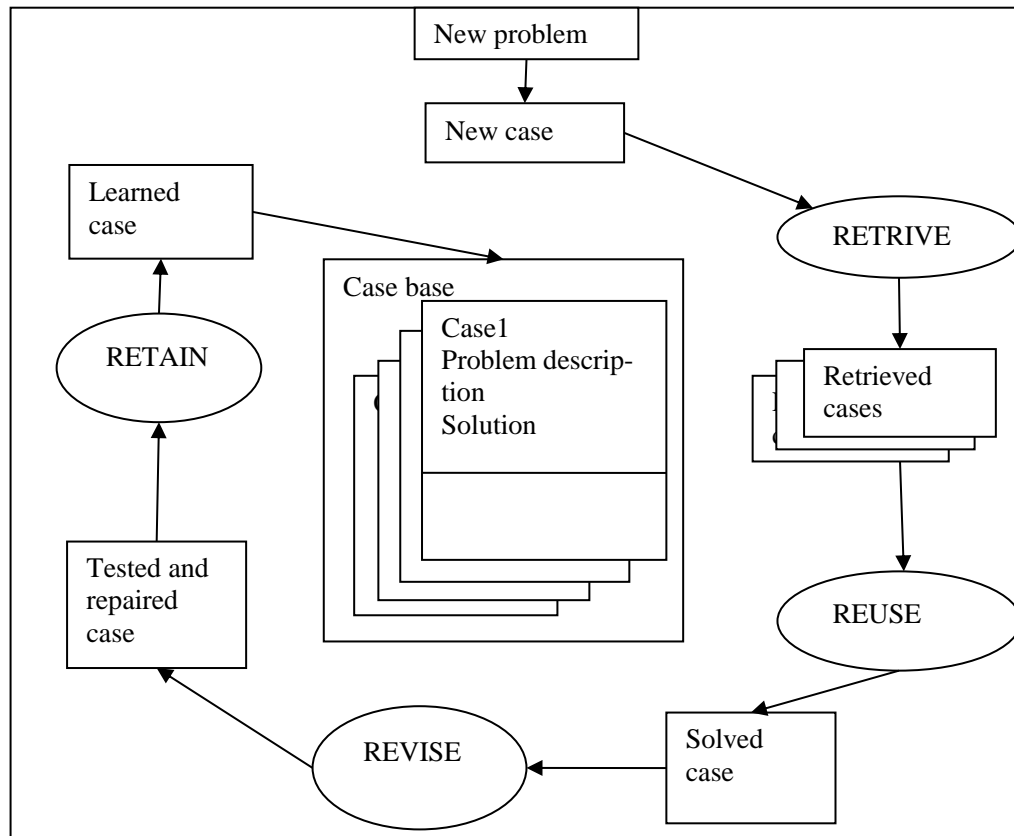 New problem
New case
Learned
case
RETRIVE
Case base
Case1
Problem descrip-
tion
Solution
RETAIN
Retrieved
cases
Tested and
repaired
case
REUSE
REVISE
Solved
case